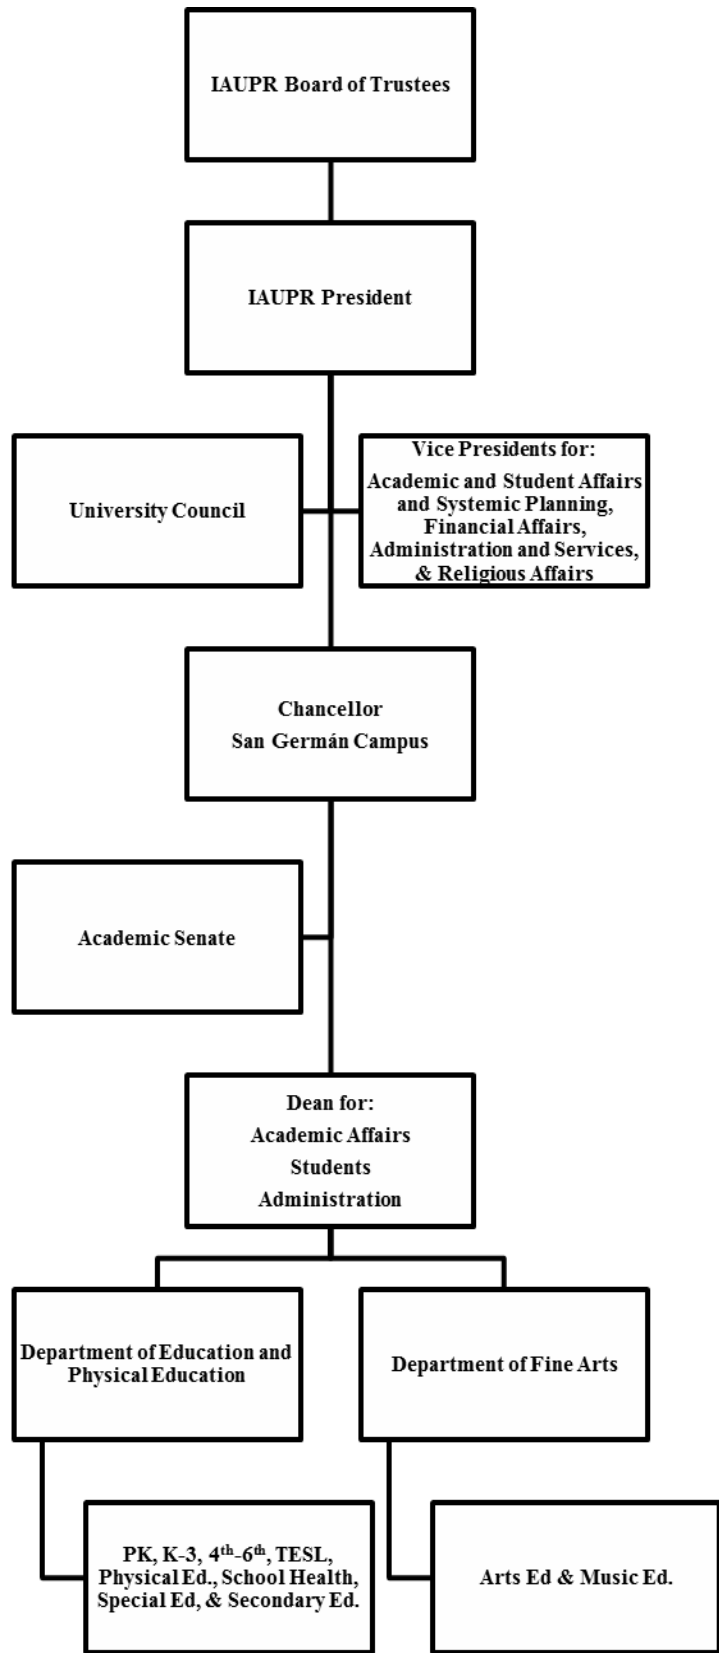 IAUPR Board of Trustees
IAUPR President
University Council
Vice Presidents for:
Academic and Student Affairs
and Systemic Planning,
Financial Affairs,
Administration and Services,
& Religious Affairs
Chancellor
San Germán Campus
Academic Senate
Dean for:
Academic Affairs
Students
Administration
Department of Education and
Physical Education
Department of Fine Arts
PK, K-3, 4th-6th, TESL,
Physical Ed., School Health,
Special Ed, & Secondary Ed.
Arts Ed & Music Ed.